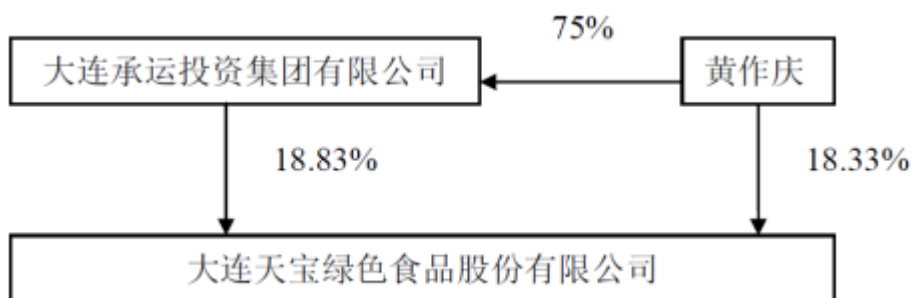 75%
大连承运投资集团有限公司
黄作庆
18.83%
18.33%
大连天宝绿色食品股份有限公司